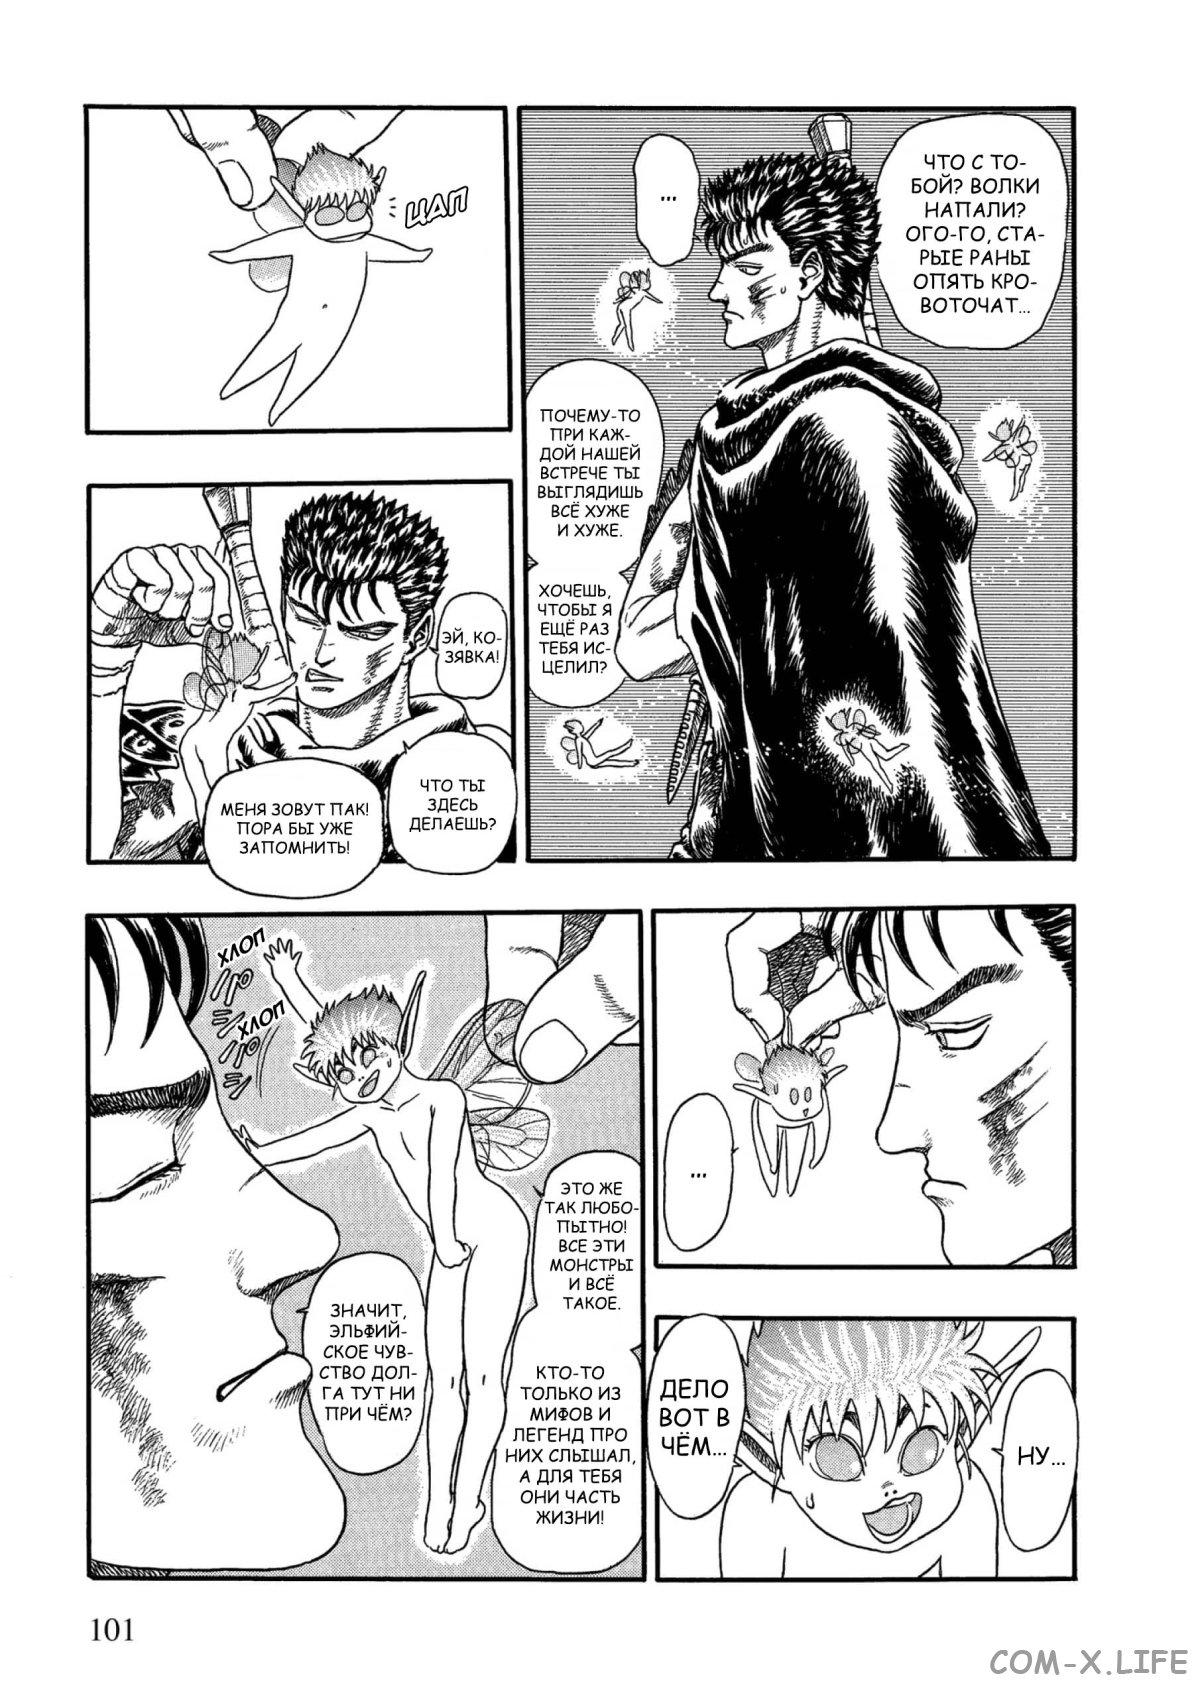 ЧТО С ТО-
БОЙ? ВОЛКИ
НАПАЛИ?
ОГО-ГО, СТА-
РЫЕ РАНЫ
ОПЯТЬ КРО-
ВОТОЧАТ...
...
ПОЧЕМУ-ТО
ПРИ КАЖ-
ДОЙ НАШЕЙ
ВСТРЕЧЕ ТЫ
ВЫГЛЯДИШЬ
ВСЁ ХУЖЕ
И ХУЖЕ.
ХОЧЕШЬ,
ЧТОБЫ Я
ЕЩЁ РАЗ
ТЕБЯ ИС-
ЦЕЛИЛ?
ЦАП
ЭЙ, КО-
ЗЯВКА!
ЧТО ТЫ
ЗДЕСЬ
ДЕЛАЕШЬ?
МЕНЯ ЗОВУТ ПАК!
ПОРА БЫ УЖЕ
ЗАПОМНИТЬ!
...
НУ...
ДЕЛО
ВОТ В
ЧЁМ...
ЭТО ЖЕ
ТАК ЛЮБО-
ПЫТНО!
ВСЕ ЭТИ
МОНСТРЫ
И ВСЁ
ТАКОЕ.
КТО-ТО
ТОЛЬКО ИЗ
МИФОВ И
ЛЕГЕНД ПРО
НИХ СЛЫШАЛ,
А ДЛЯ ТЕБЯ
ОНИ ЧАСТЬ
ЖИЗНИ!
ХЛОП
ХЛОП
ЗНАЧИТ,
ЭЛЬФИЙ-
СКОЕ ЧУВ-
СТВО ДОЛ-
ГА ТУТ НИ
ПРИ ЧЁМ?
101
COM-X.LIFE